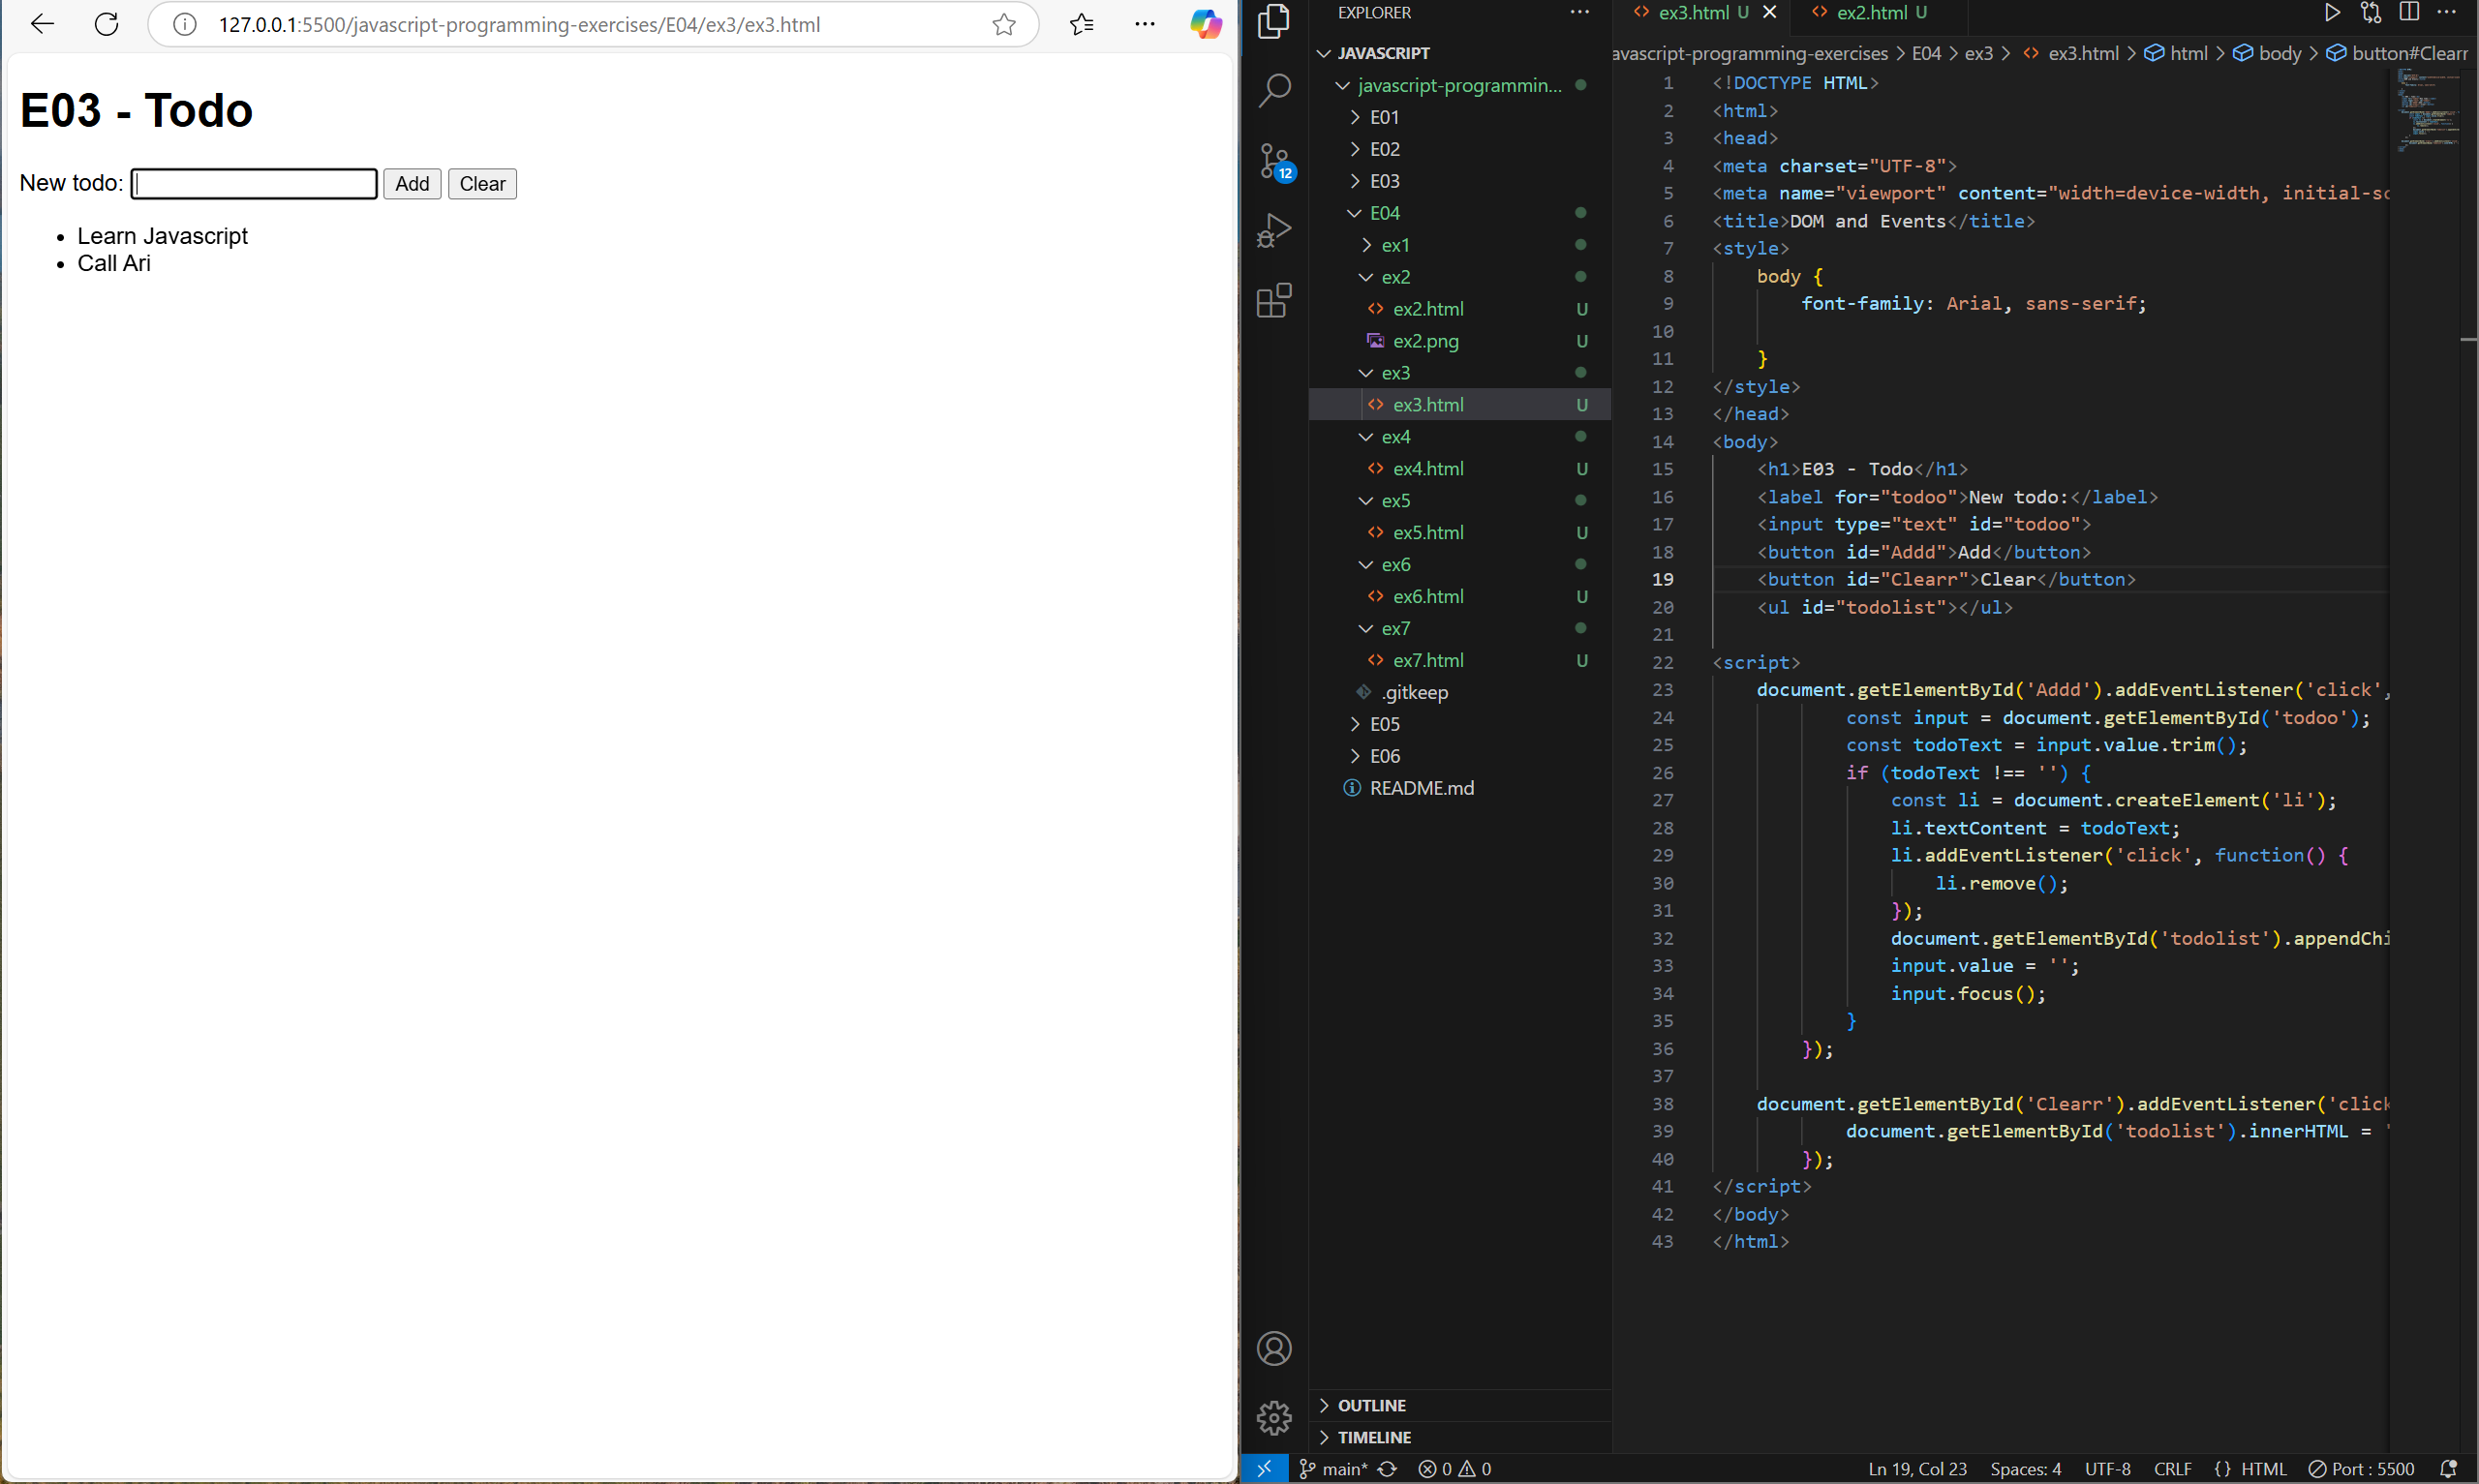 127.0.0.1:5500/javascript-programming-exercises/E04/ex3/ex3.html
E03 - Todo
New todo:
Add
Clear
Learn Javascript
Call Ari
EXPLORER
JAVASCRIPT
javascript-programmin...
E01
E02
E03
E04
ex1
ex2
ex2.html U
ex2.png U
ex3
ex3.html U
ex4
ex4.html U
ex5
ex5.html U
ex6
ex6.html U
ex7
ex7.html U
.gitkeep
E05
E06
README.md
OUTLINE
TIMELINE
12
ex3.html U
ex2.html U
avascript-programming-exercises > E04 > ex3 > ex3.html > html > body > button#Clearr
1 <!DOCTYPE HTML>
2 <html>
3 <head>
4 <meta charset="UTF-8">
5 <meta name="viewport" content="width=device-width, initial-sc
6 <title>DOM and Events</title>
7 <style>
8 body {
9 font-family: Arial, sans-serif;
10
11 }
12 </style>
13 </head>
14 <body>
15 <h1>E03 - Todo</h1>
16 <label for="todoo">New todo:</label>
17 <input type="text" id="todoo">
18 <button id="Addd">Add</button>
19 <button id="Clearr">Clear</button>
20 <ul id="todolist"></ul>
21
22 <script>
23 document.getElementById('Addd').addEventListener('click',
24 const input = document.getElementById('todoo');
25 const todoText = input.value.trim();
26 if (todoText !== '') {
27 const li = document.createElement('li');
28 li.textContent = todoText;
29 li.addEventListener('click', function() {
30 li.remove();
31 });
32 document.getElementById('todolist').appendChi
33 input.value = '';
34 input.focus();
35 }
36 });
37
38 document.getElementById('Clearr').addEventListener('click
39 document.getElementById('todolist').innerHTML = '
40 });
41 </script>
42 </body>
43 </html>
main* 0 0 Ln 19, Col 23 Spaces: 4 UTF-8 CRLF {} HTML Port : 5500